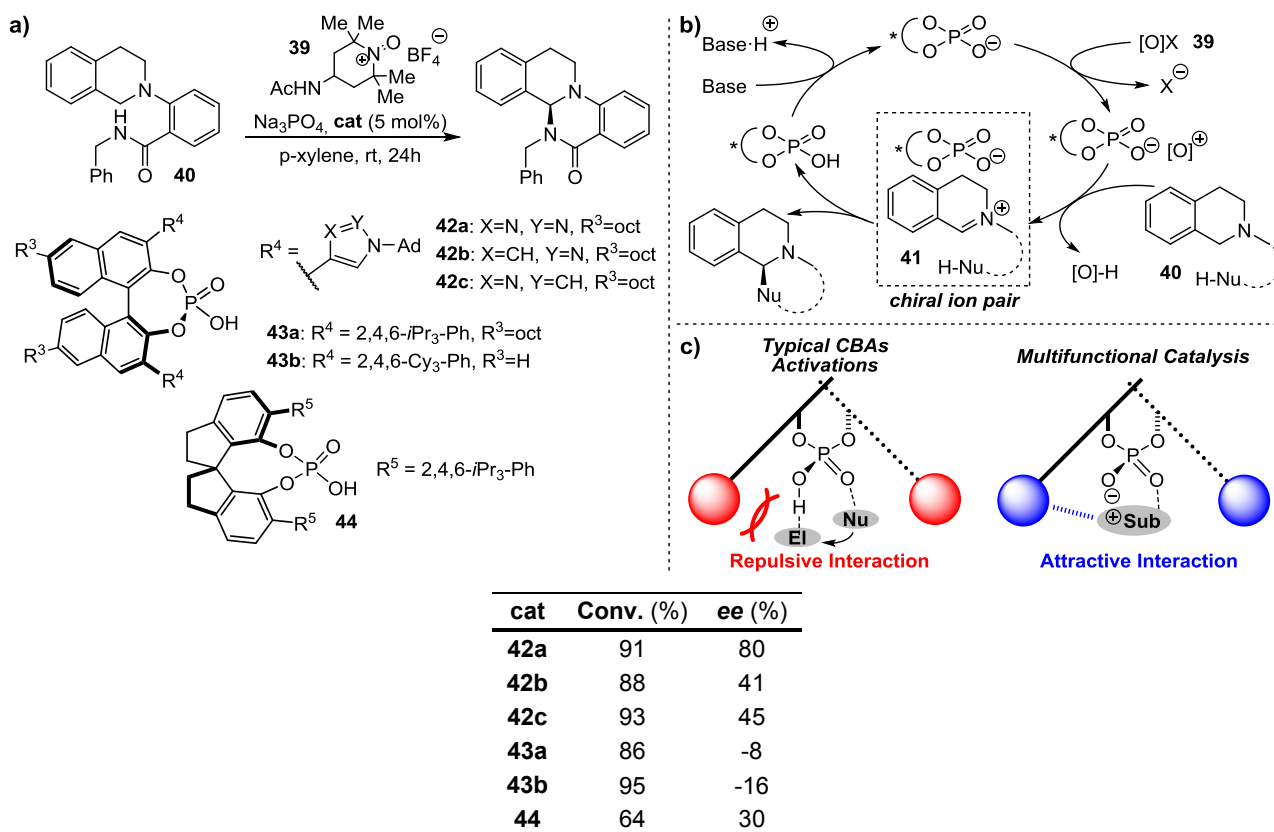 a)
39
Me
Me
N
O
BF4
⊖
AcHN
Me
Me
N
H
N
Ph
O
40
Na3PO4, cat (5 mol%)
p-xylene, rt, 24h
N
N
Ph
O
R4
R3
O
O
P
O
OH
R3
R4
R4 =
X=Y
N−Ad
42a: X=N, Y=N, R3=oct
42b: X=CH, Y=N, R3=oct
42c: X=N, Y=CH, R3=oct
43a: R4 = 2,4,6-iPr3-Ph, R3=oct
43b: R4 = 2,4,6-Cy3-Ph, R3=H
R5
O
O
P
O
OH
R5
44
R5 = 2,4,6-iPr3-Ph
b)
Base·H⊕
Base
* O O P O O⊖
[O]X 39
X⊖
* O O P O O⊖ [O]⊕
* O O P O OH
* O O P O O⊖
N⊕
41
H-Nu
chiral ion pair
N
Nu
[O]-H
N
40
H-Nu
c)
Typical CBAs
Activations
O
O
P
O
O
H
El
Nu
Repulsive Interaction
Multifunctional Catalysis
O
O
P
O
O
⊖
⊕Sub
Attractive Interaction
cat Conv. (%) ee (%)
42a 91 80
42b 88 41
42c 93 45
43a 86 -8
43b 95 -16
44 64 30